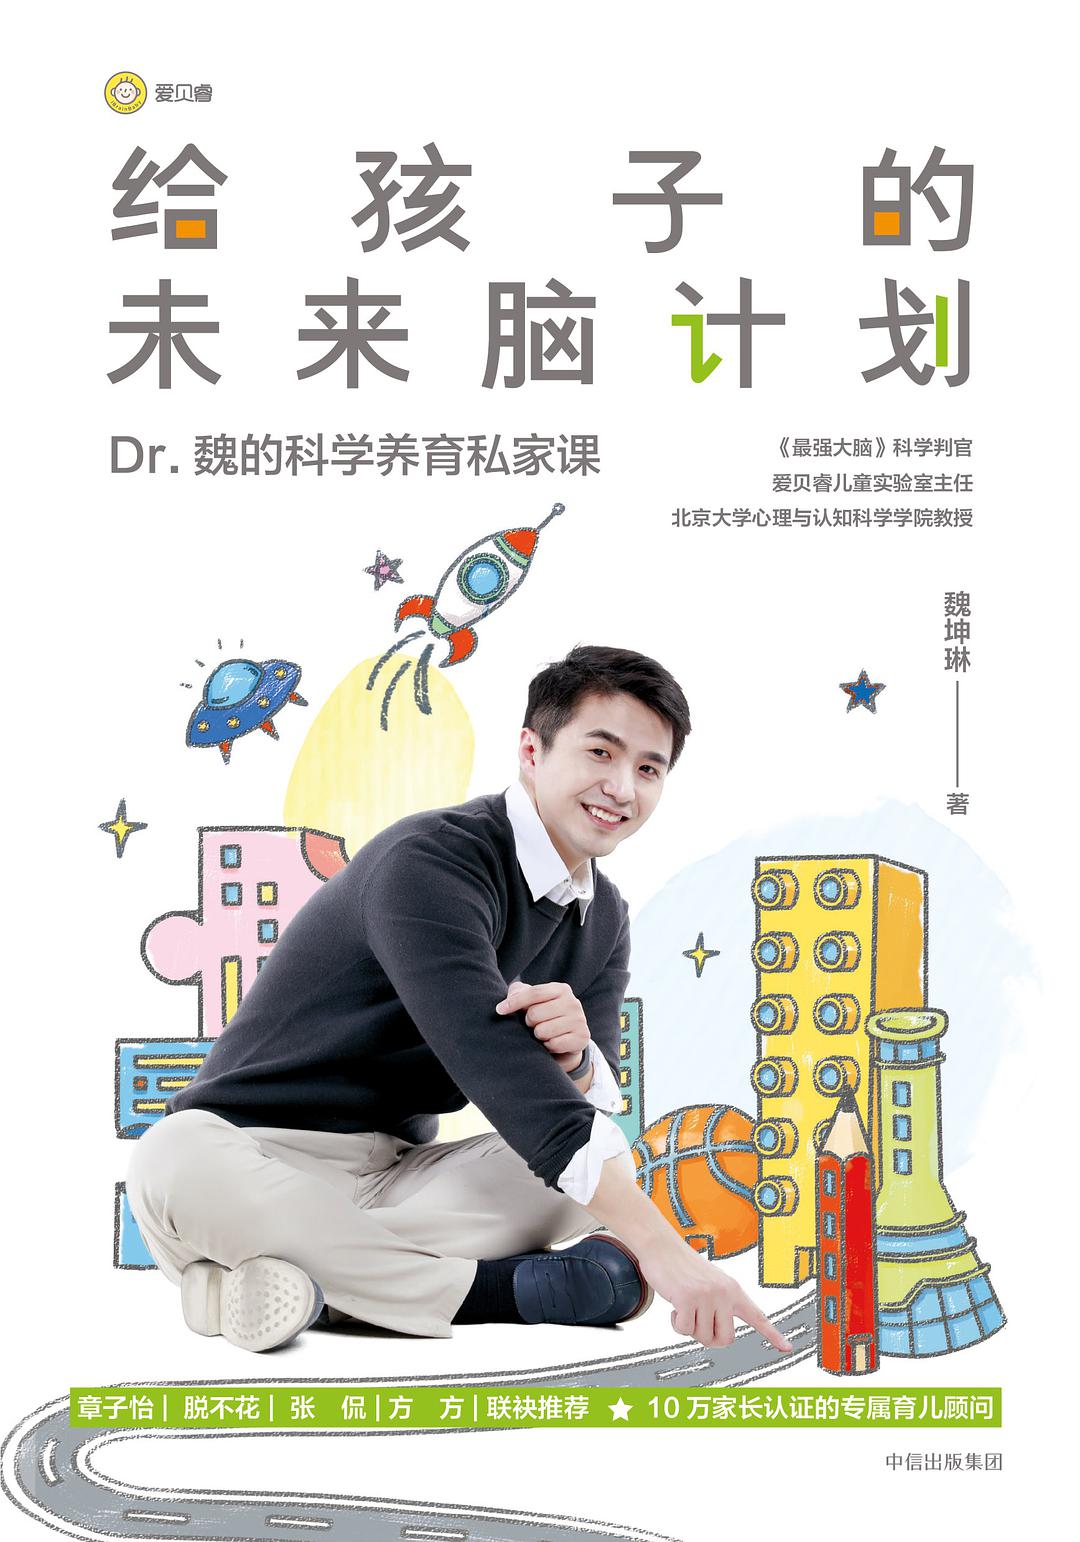 爱贝睿
给孩子的
未来脑计划
Dr. 魏的科学养育私家课
《最强大脑》科学判官
爱贝睿儿童实验室主任
北京大学心理与认知科学学院教授
魏坤琳——著
章子怡 | 脱不花 | 张 侃 | 方 方 | 联袂推荐 ★ 10 万家长认证的专属育儿顾问
中信出版集团